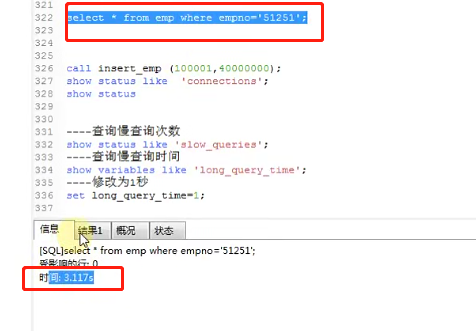 321
322 select * from emp where empno='51251';
323
324
325
326 call insert_emp (100001,40000000);
327 show status like 'connections';
328 show status
329
330
331 ----查询慢查询次数
332 show status like 'slow_queries';
333 ----查询慢查询时间
334 show variables like 'long_query_time';
335 ----修改为1秒
336 set long_query_time=1;
337
信息 结果1 概况 状态
[SQL]select * from emp where empno='51251';
受影响的行: 0
时间: 3.117s